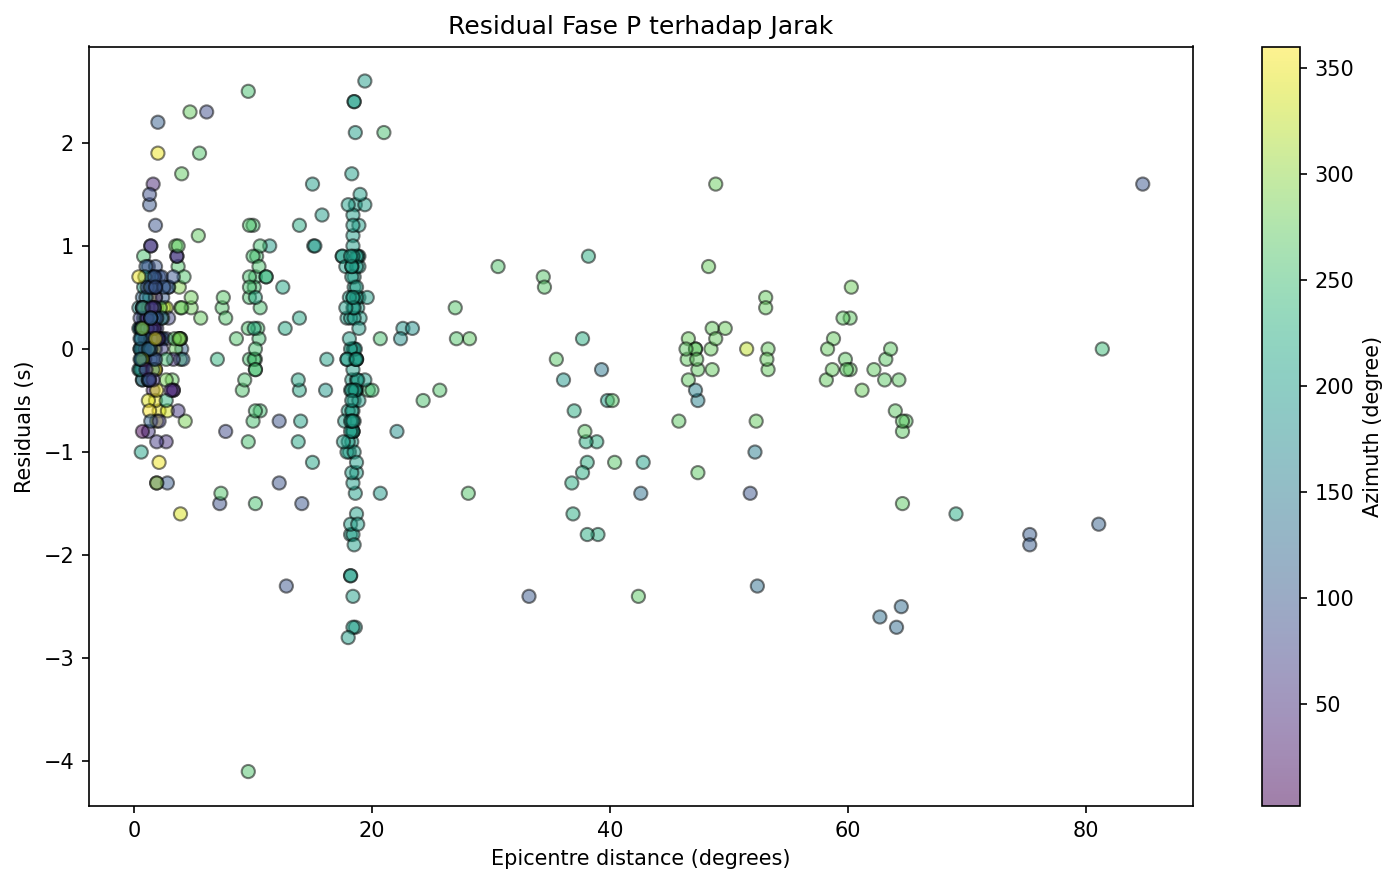 Residual Fase P terhadap Jarak
Residuals (s)
2
1
0
−1
−2
−3
−4
0 20 40 60 80
Epicentre distance (degrees)
350
300
250
200
150
100
50
Azimuth (degree)